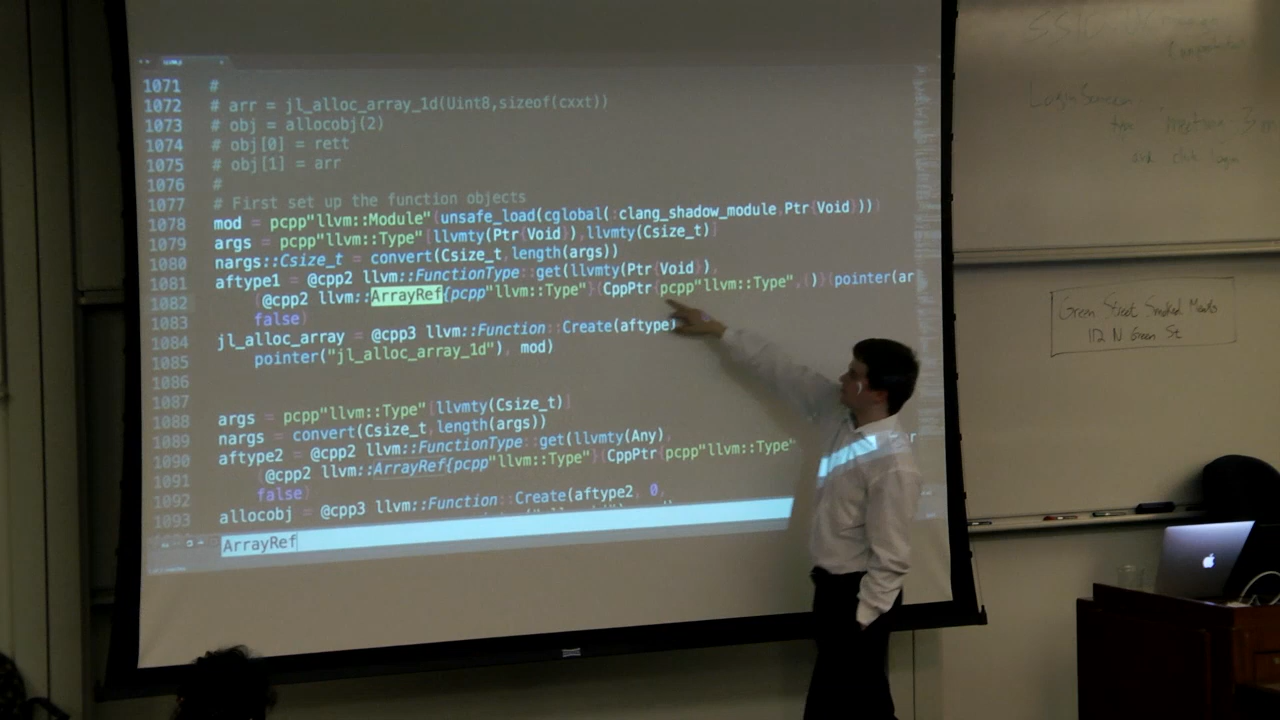 1071 #
1072 # arr = jl_alloc_array_1d(Uint8,sizeof(cxxt))
1073 # obj = allocobj(2)
1074 # obj[0] = rett
1075 # obj[1] = arr
1076 #
1077 # First set up the function objects
1078 mod = pcpp"llvm::Module"(unsafe_load(cglobal(:clang_shadow_module,Ptr{Void})))
1079 args = pcpp"llvm::Type"[llvmty(Ptr{Void}),llvmty(Csize_t)]
1080 nargs::Csize_t = convert(Csize_t,length(args))
1081 aftype1 = @cpp2 llvm::FunctionType::get(llvmty(Ptr{Void}),
1082 (@cpp2 llvm::ArrayRef{pcpp"llvm::Type"}(CppPtr{pcpp"llvm::Type",()}(pointer(ar
1083 false)
1084 jl_alloc_array = @cpp3 llvm::Function::Create(aftype
1085 pointer("jl_alloc_array_1d"), mod)
1086
1087
1088 args = pcpp"llvm::Type"[llvmty(Csize_t)]
1089 nargs = convert(Csize_t,length(args))
1090 aftype2 = @cpp2 llvm::FunctionType::get(llvmty(Any),
1091 (@cpp2 llvm::ArrayRef{pcpp"llvm::Type"}(CppPtr{pcpp"llvm::Type"
1092 false)
1093 allocobj = @cpp3 llvm::Function::Create(aftype2, 0,
ArrayRef
Login Screen
Green Street Smoked Meats
112 N Green St